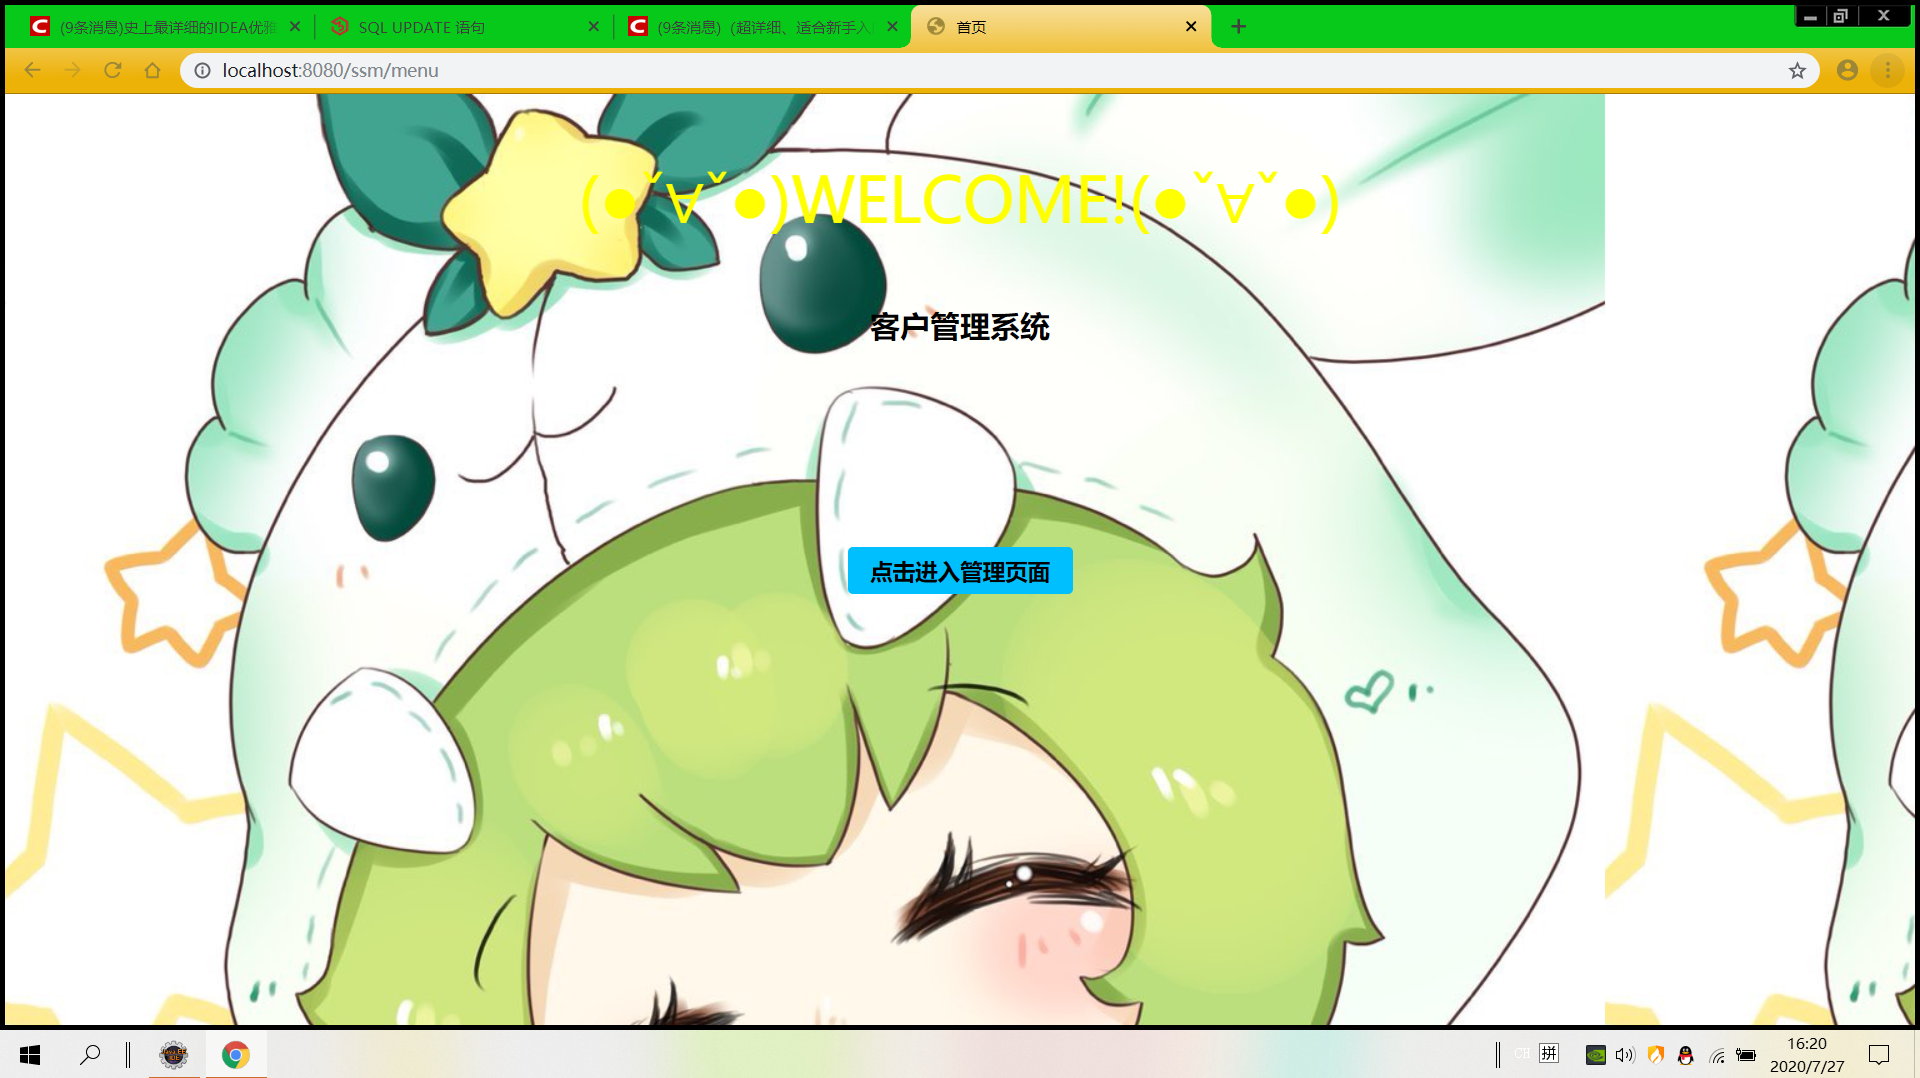 (9条消息)史上最详细的IDEA优雅
SQL UPDATE 语句
(9条消息)（超详细、适合新手入
首页
localhost:8080/ssm/menu
(●ˇ∀ˇ●)WELCOME!(●ˇ∀ˇ●)
客户管理系统
点击进入管理页面
CH
拼
16:20
2020/7/27